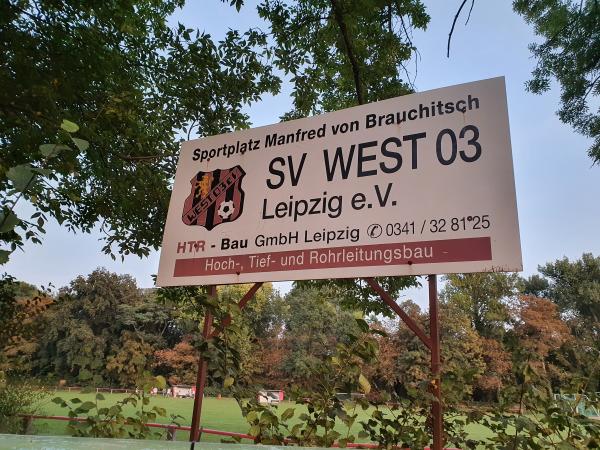 Sportplatz Manfred von Brauchitsch
SV WEST 03
Leipzig e.V.
HTR - Bau GmbH Leipzig ✆ 0341 / 32 81 25
Hoch-, Tief- und Rohrleitungsbau